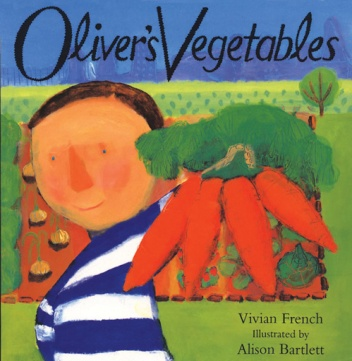 Oliver's Vegetables
Vivian French
Illustrated by
Alison Bartlett